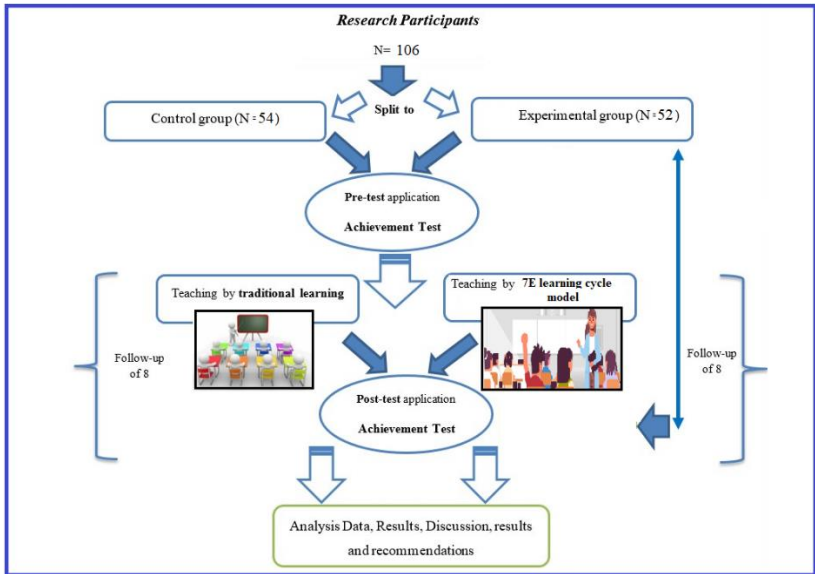 Research Participants
N= 106
Split to
Control group (N = 54)
Experimental group (N = 52)
Pre-test application
Achievement Test
Teaching by traditional learning
Teaching by 7E learning cycle
model
Follow-up
of 8
Follow-up
of 8
Post-test application
Achievement Test
Analysis Data, Results, Discussion, results
and recommendations